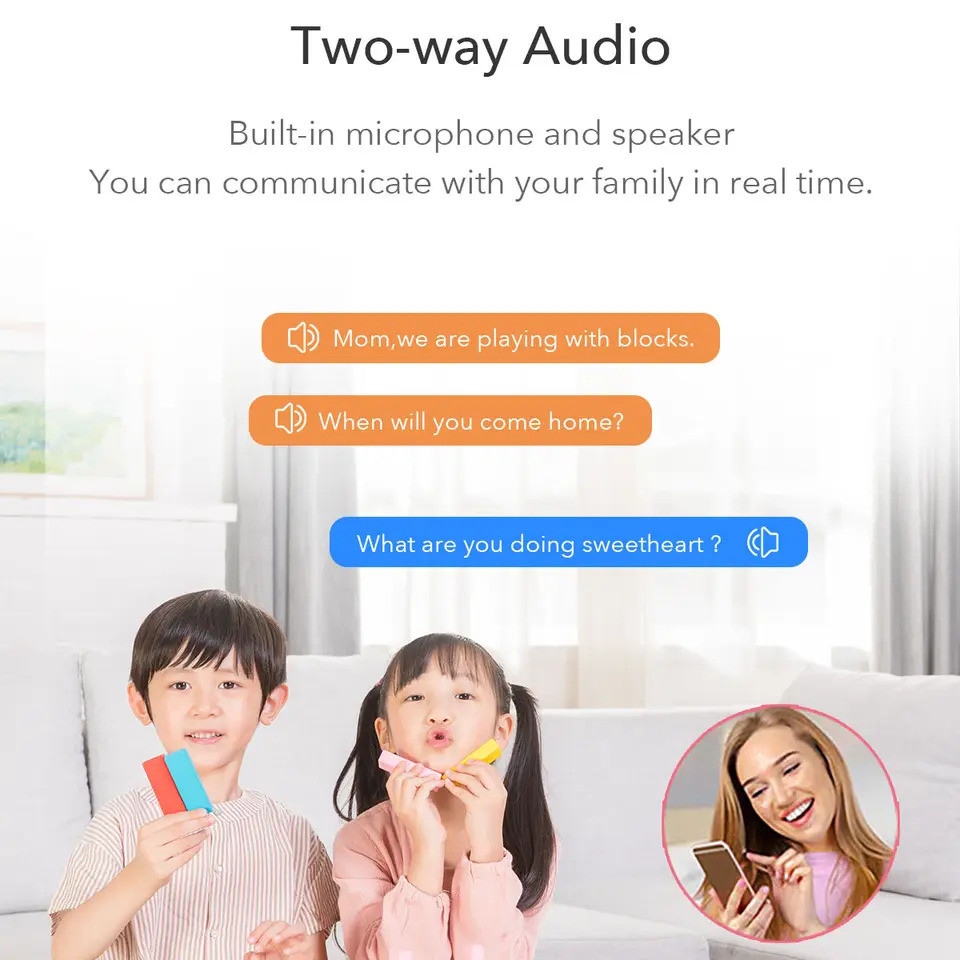 Two-way Audio
Built-in microphone and speaker
You can communicate with your family in real time.
Mom,we are playing with blocks.
When will you come home?
What are you doing sweetheart ?